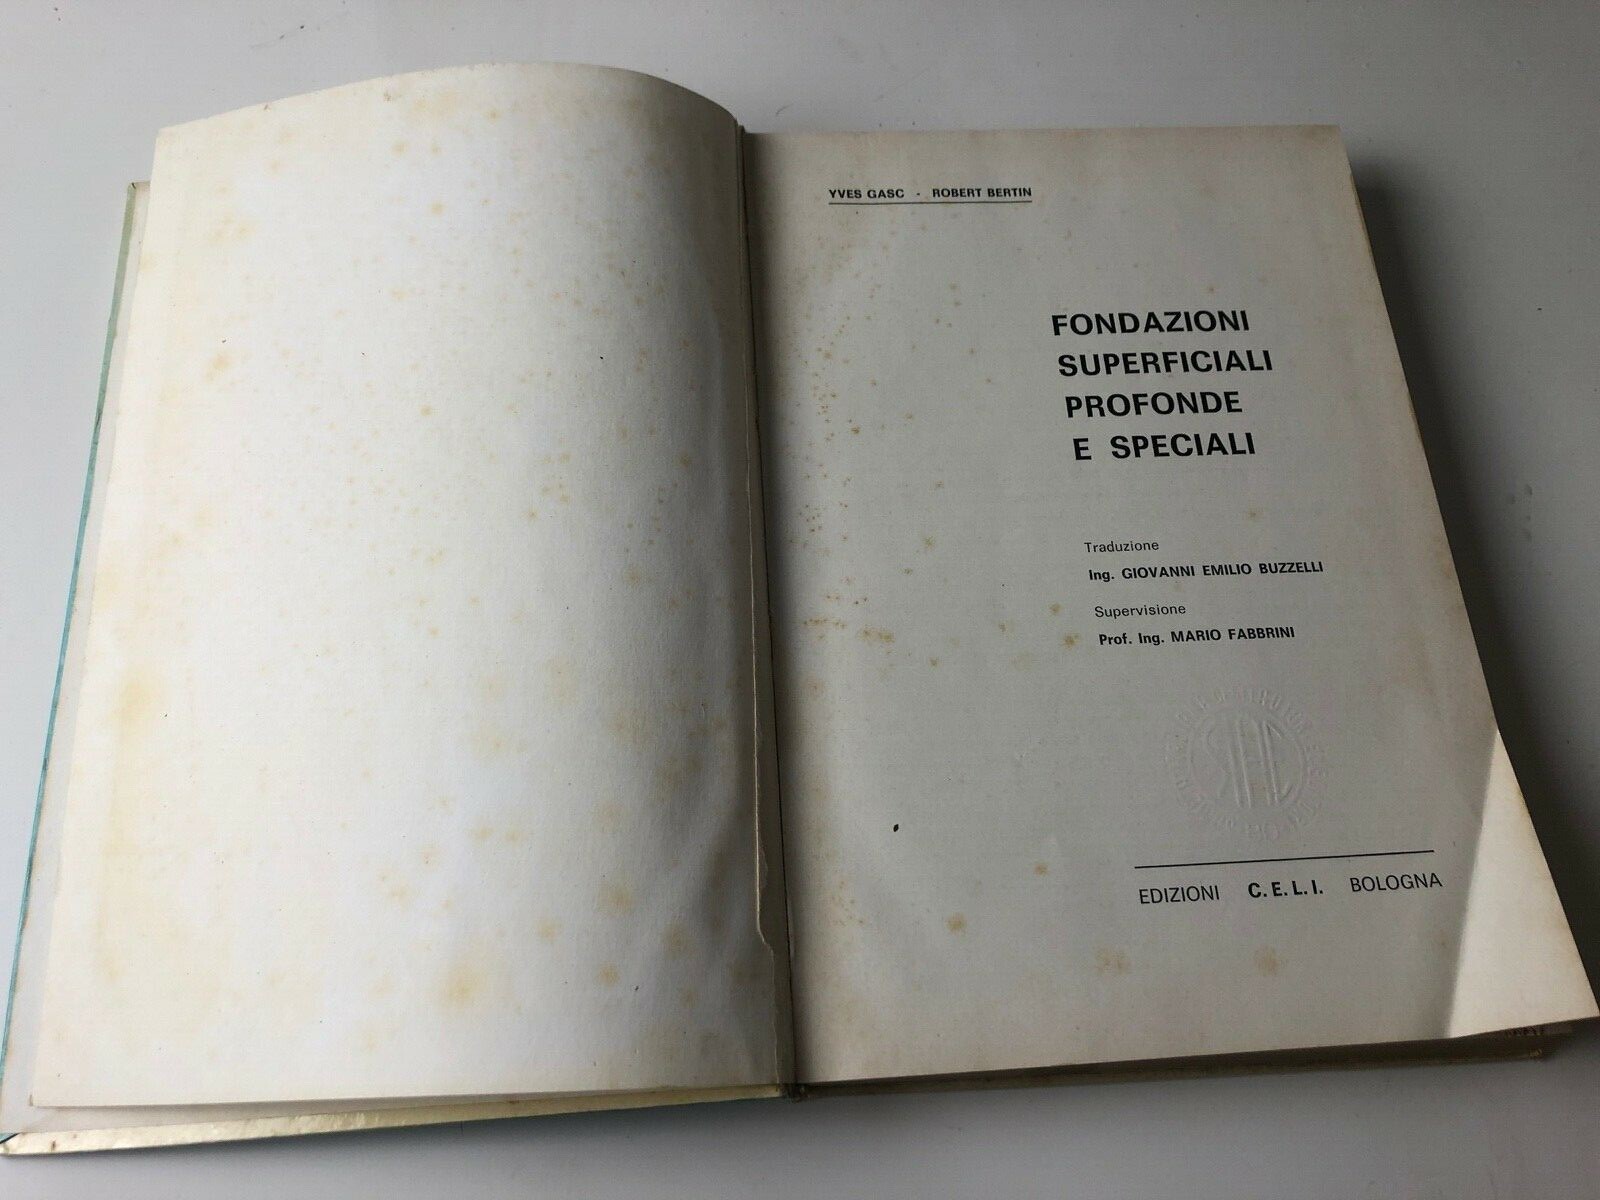 YVES GASC - ROBERT BERTIN
FONDAZIONI
SUPERFICIALI
PROFONDE
E SPECIALI
Traduzione
Ing. GIOVANNI EMILIO BUZZELLI
Supervisione
Prof. Ing. MARIO FABBRINI
EDIZIONI C.E.L.I. BOLOGNA